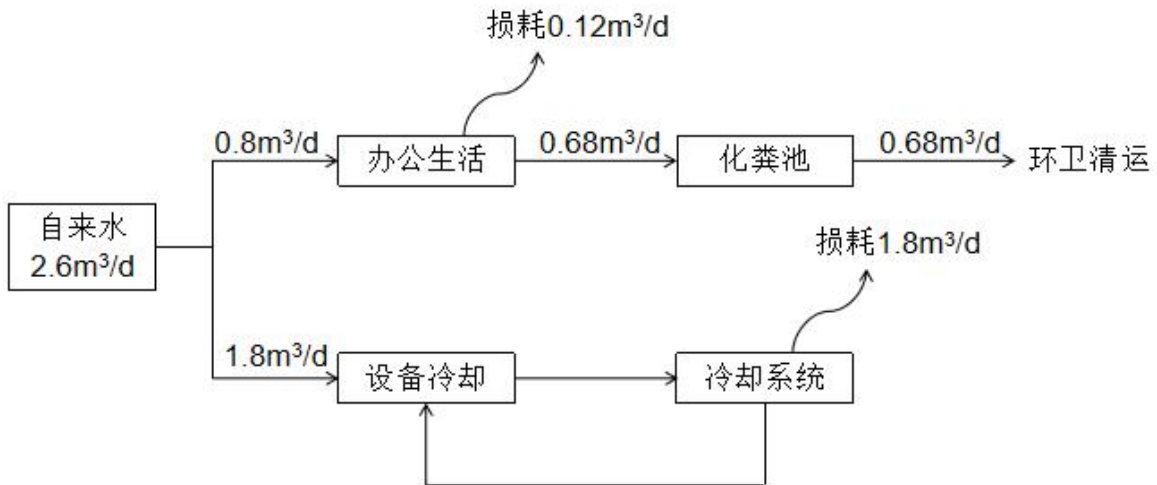 损耗0.12m³/d
0.8m³/d
办公生活
0.68m³/d
化粪池
0.68m³/d
环卫清运
自来水
2.6m³/d
损耗1.8m³/d
1.8m³/d
设备冷却
冷却系统